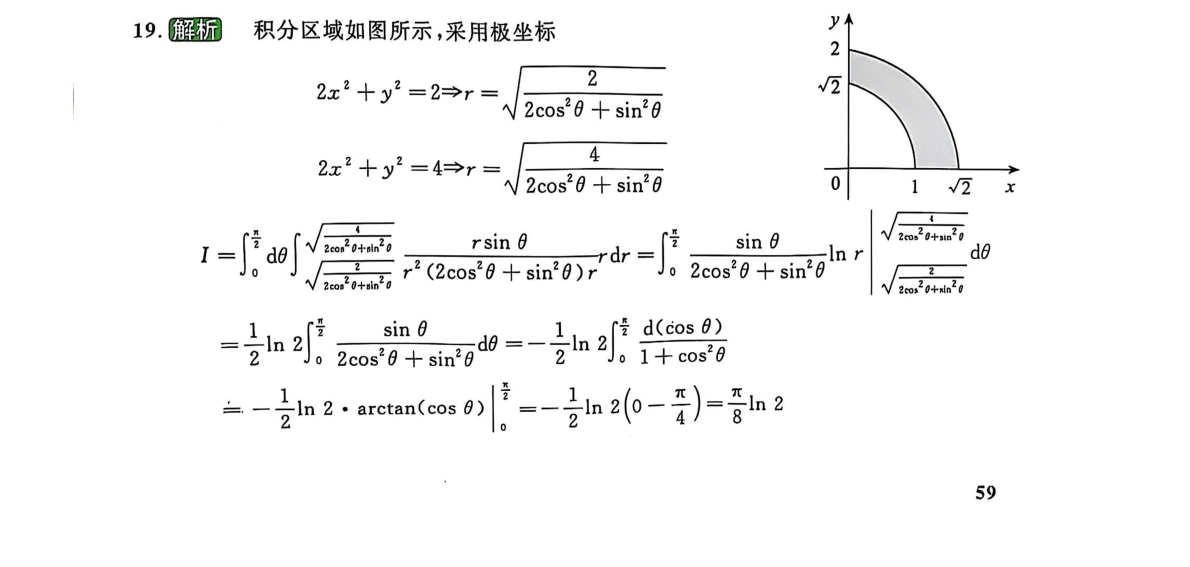 19. 解析 积分区域如图所示,采用极坐标
2x² + y² = 2⇒r = √(2/(2cos²θ + sin²θ))
2x² + y² = 4⇒r = √(4/(2cos²θ + sin²θ))
y
2
√2
0 1 √2 x
I = ∫₀^(π/2) dθ ∫_(√(2/(2cos²θ+sin²θ)))^(√(4/(2cos²θ+sin²θ))) (r sin θ)/(r²(2cos²θ + sin²θ)r) rdr = ∫₀^(π/2) (sin θ)/(2cos²θ + sin²θ) ln r |_(√(2/(2cos²θ+sin²θ)))^(√(4/(2cos²θ+sin²θ))) dθ
= 1/2 ln 2 ∫₀^(π/2) (sin θ)/(2cos²θ + sin²θ) dθ = −1/2 ln 2 ∫₀^(π/2) d(cos θ)/(1 + cos²θ)
= −1/2 ln 2 · arctan(cos θ) |₀^(π/2) = −1/2 ln 2(0 − π/4) = π/8 ln 2
59